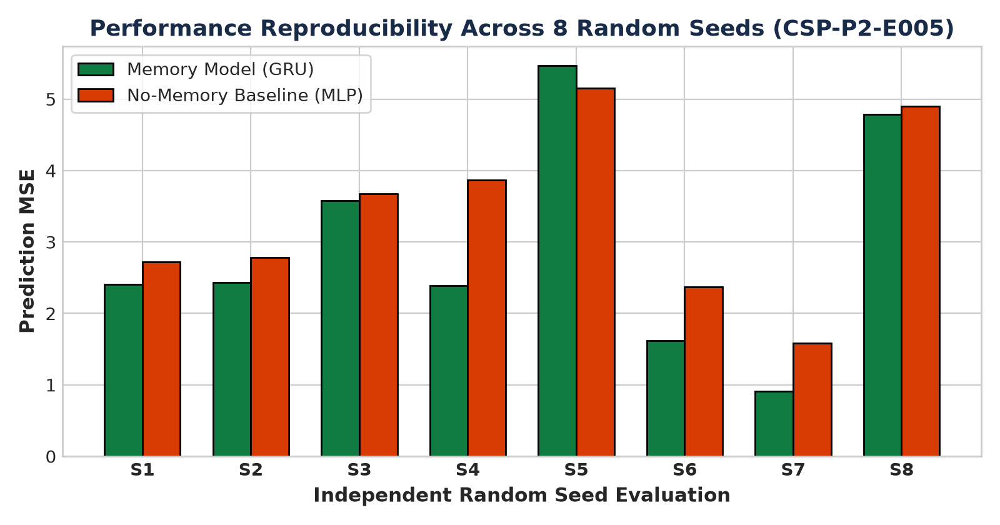 Performance Reproducibility Across 8 Random Seeds (CSP-P2-E005)
Memory Model (GRU)
No-Memory Baseline (MLP)
Prediction MSE
5
4
3
2
1
0
S1 S2 S3 S4 S5 S6 S7 S8
Independent Random Seed Evaluation